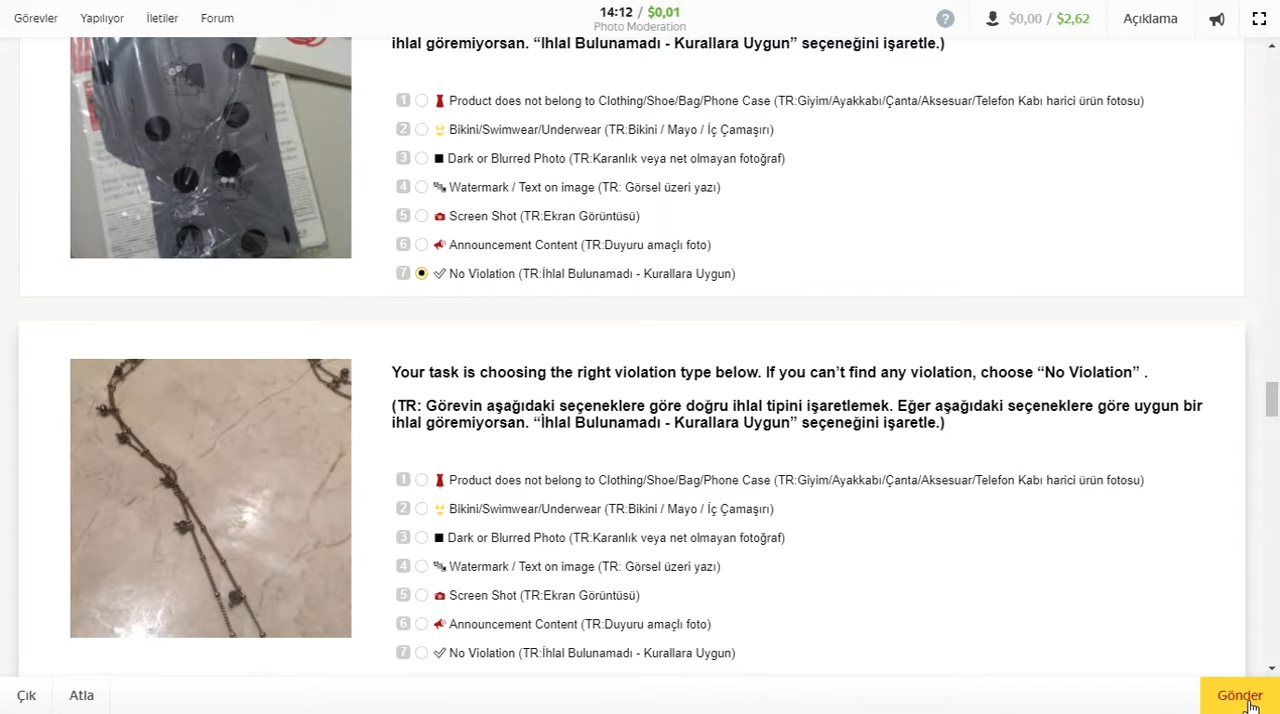 Görevler Yapılıyor İletiler Forum 14:12 / $0,01 ? $0,00 / $2,62 Açıklama
Photo Moderation
ihlal göremiyorsan. “İhlal Bulunamadı - Kurallara Uygun” seçeneğini işaretle.)
1 Product does not belong to Clothing/Shoe/Bag/Phone Case (TR:Giyim/Ayakkabı/Çanta/Aksesuar/Telefon Kabı harici ürün fotosu)
2 Bikini/Swimwear/Underwear (TR:Bikini / Mayo / İç Çamaşırı)
3 Dark or Blurred Photo (TR:Karanlık veya net olmayan fotoğraf)
4 Watermark / Text on image (TR: Görsel üzeri yazı)
5 Screen Shot (TR:Ekran Görüntüsü)
6 Announcement Content (TR:Duyuru amaçlı foto)
7 No Violation (TR:İhlal Bulunamadı - Kurallara Uygun)
Your task is choosing the right violation type below. If you can’t find any violation, choose “No Violation” .
(TR: Görevin aşağıdaki seçeneklere göre doğru ihlal tipini işaretlemek. Eğer aşağıdaki seçeneklere göre uygun bir
ihlal göremiyorsan. “İhlal Bulunamadı - Kurallara Uygun” seçeneğini işaretle.)
1 Product does not belong to Clothing/Shoe/Bag/Phone Case (TR:Giyim/Ayakkabı/Çanta/Aksesuar/Telefon Kabı harici ürün fotosu)
2 Bikini/Swimwear/Underwear (TR:Bikini / Mayo / İç Çamaşırı)
3 Dark or Blurred Photo (TR:Karanlık veya net olmayan fotoğraf)
4 Watermark / Text on image (TR: Görsel üzeri yazı)
5 Screen Shot (TR:Ekran Görüntüsü)
6 Announcement Content (TR:Duyuru amaçlı foto)
7 No Violation (TR:İhlal Bulunamadı - Kurallara Uygun)
Çık Atla Gönder